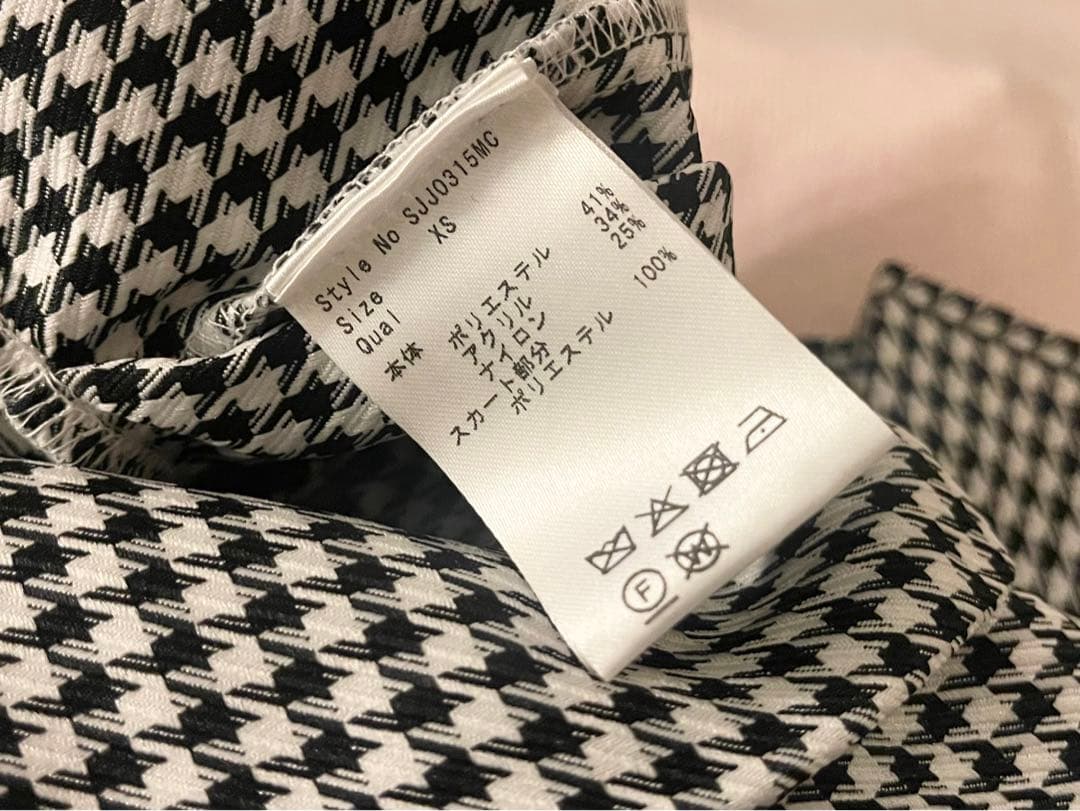 Style No SJJ0315MC
Size XS
Qual
本体 ポリエステル 41%
アクリル 34%
ナイロン 25%
スカート部分
ポリエステル 100%
F W